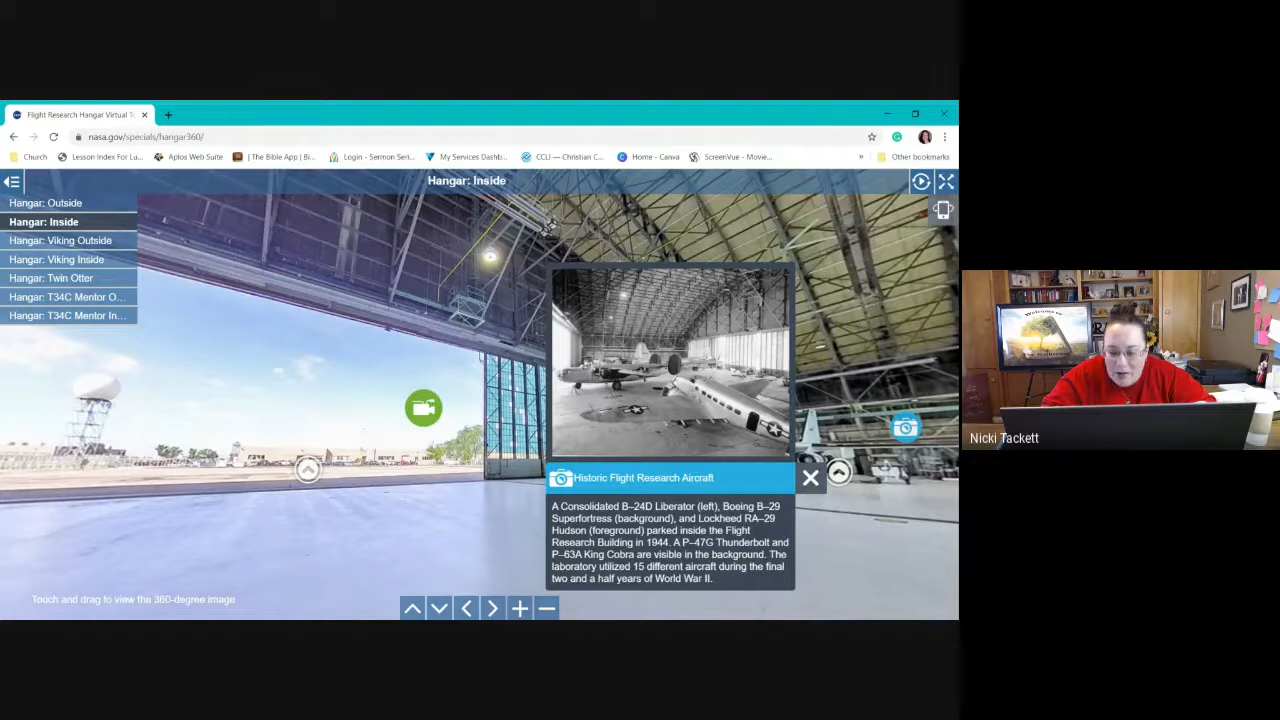 Flight Research Hangar Virtual To
nasa.gov/specials/hangar360/
Church
Lesson Index For Lu...
Aplos Web Suite
| The Bible App | Bi...
Login - Sermon Seri...
My Services Dashb...
CCLI – Christian C...
Home - Canva
ScreenVue - Movie...
»
Other bookmarks
Hangar: Inside
Hangar: Outside
Hangar: Inside
Hangar: Viking Outside
Hangar: Viking Inside
Hangar: Twin Otter
Hangar: T34C Mentor O...
Hangar: T34C Mentor In...
Historic Flight Research Aircraft
A Consolidated B–24D Liberator (left), Boeing B–29
Superfortress (background), and Lockheed RA–29
Hudson (foreground) parked inside the Flight
Research Building in 1944. A P–47G Thunderbolt and
P–63A King Cobra are visible in the background. The
laboratory utilized 15 different aircraft during the final
two and a half years of World War II.
Touch and drag to view the 360-degree image
Welcome to
The Gathering
Nicki Tackett